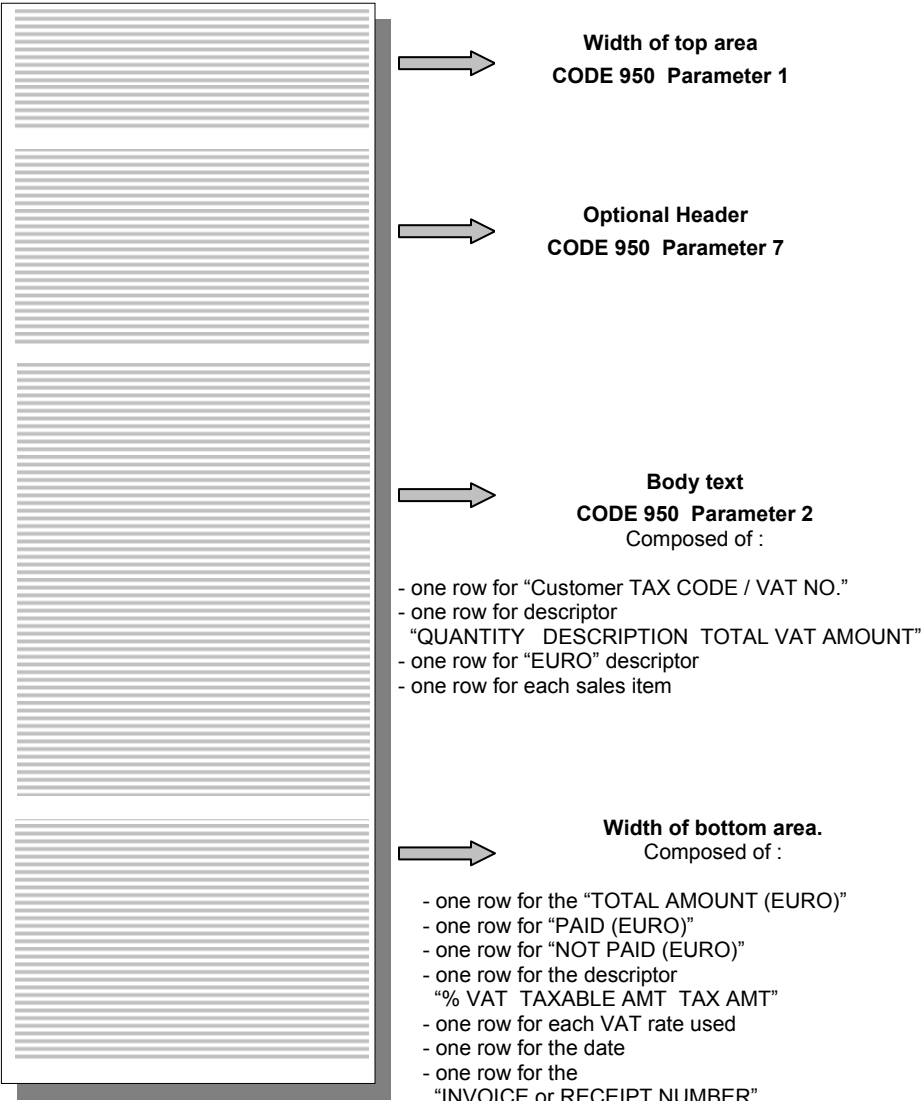 Width of top area
CODE 950 Parameter 1
Optional Header
CODE 950 Parameter 7
Body text
CODE 950 Parameter 2
Composed of :
- one row for “Customer TAX CODE / VAT NO.”
- one row for descriptor
“QUANTITY DESCRIPTION TOTAL VAT AMOUNT”
- one row for “EURO” descriptor
- one row for each sales item
Width of bottom area.
Composed of :
- one row for the “TOTAL AMOUNT (EURO)”
- one row for “PAID (EURO)”
- one row for “NOT PAID (EURO)”
- one row for the descriptor
“% VAT TAXABLE AMT TAX AMT”
- one row for each VAT rate used
- one row for the date
- one row for the
“INVOICE or RECEIPT NUMBER”